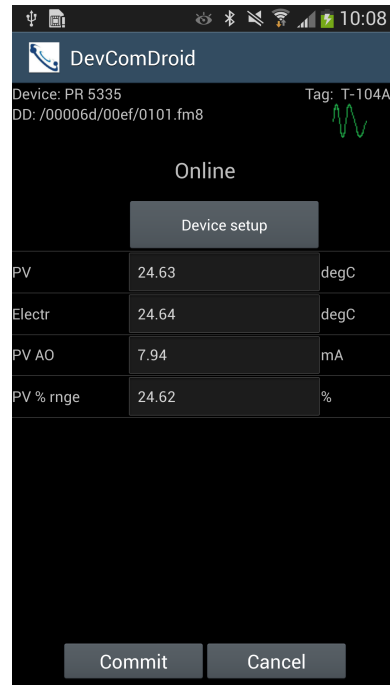 10:08
DevComDroid
Device: PR 5335 Tag: T-104A
DD: /00006d/00ef/0101.fm8
Online
Device setup
PV 24.63 degC
Electr 24.64 degC
PV AO 7.94 mA
PV % rnge 24.62 %
Commit Cancel